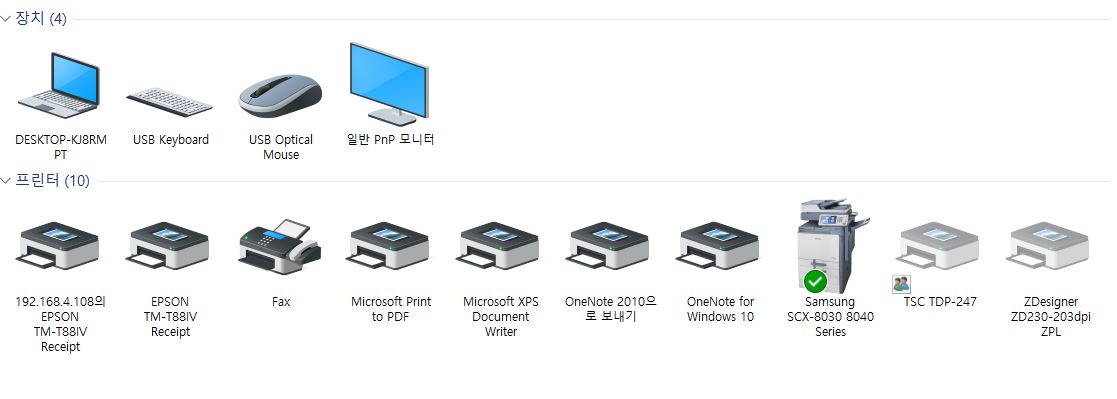 장치 (4)
DESKTOP-KJ8RM
PT
USB Keyboard
USB Optical
Mouse
일반 PnP 모니터
프린터 (10)
192.168.4.108의
EPSON
TM-T88IV
Receipt
EPSON
TM-T88IV
Receipt
Fax
Microsoft Print
to PDF
Microsoft XPS
Document
Writer
OneNote 2010으
로 보내기
OneNote for
Windows 10
Samsung
SCX-8030 8040
Series
TSC TDP-247
ZDesigner
ZD230-203dpi
ZPL